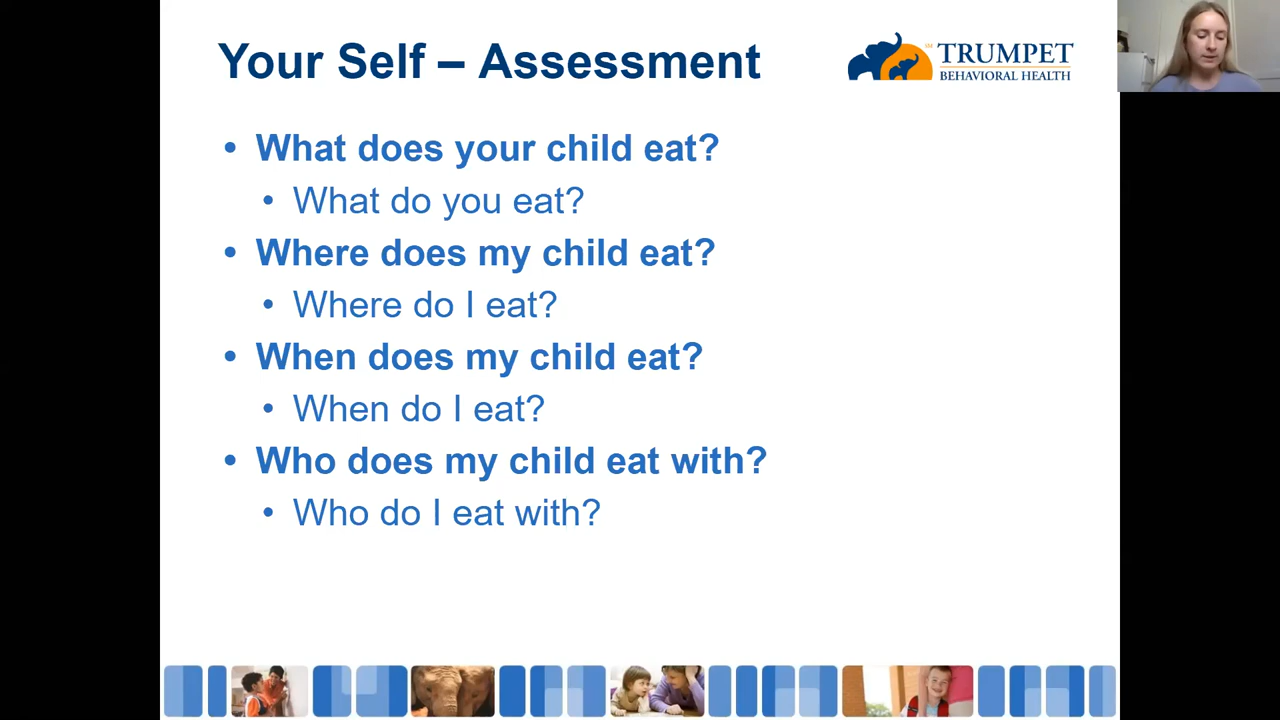 Your Self – Assessment
SM TRUMPET
BEHAVIORAL HEALTH
• What does your child eat?
• What do you eat?
• Where does my child eat?
• Where do I eat?
• When does my child eat?
• When do I eat?
• Who does my child eat with?
• Who do I eat with?